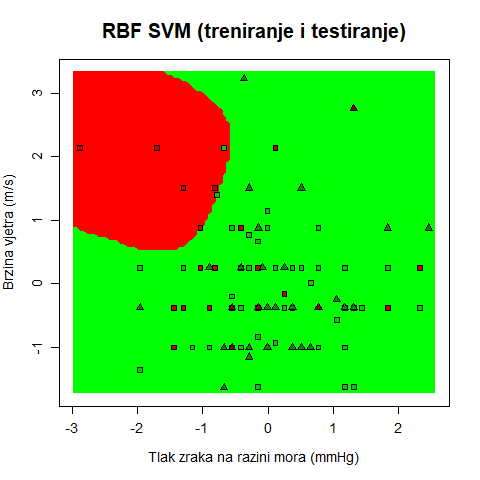 RBF SVM (treniranje i testiranje)
Brzina vjetra (m/s)
3
2
1
0
-1
-3 -2 -1 0 1 2
Tlak zraka na razini mora (mmHg)